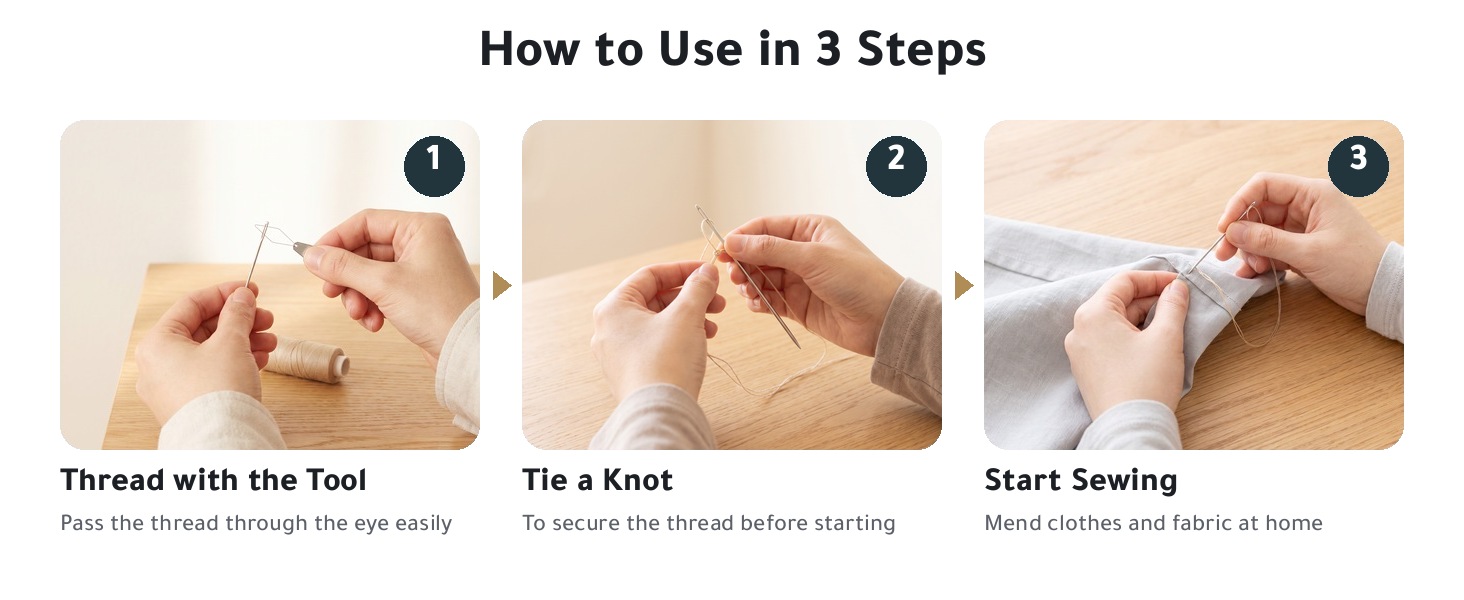 How to Use in 3 Steps
1
2
3
Thread with the Tool
Pass the thread through the eye easily
Tie a Knot
To secure the thread before starting
Start Sewing
Mend clothes and fabric at home